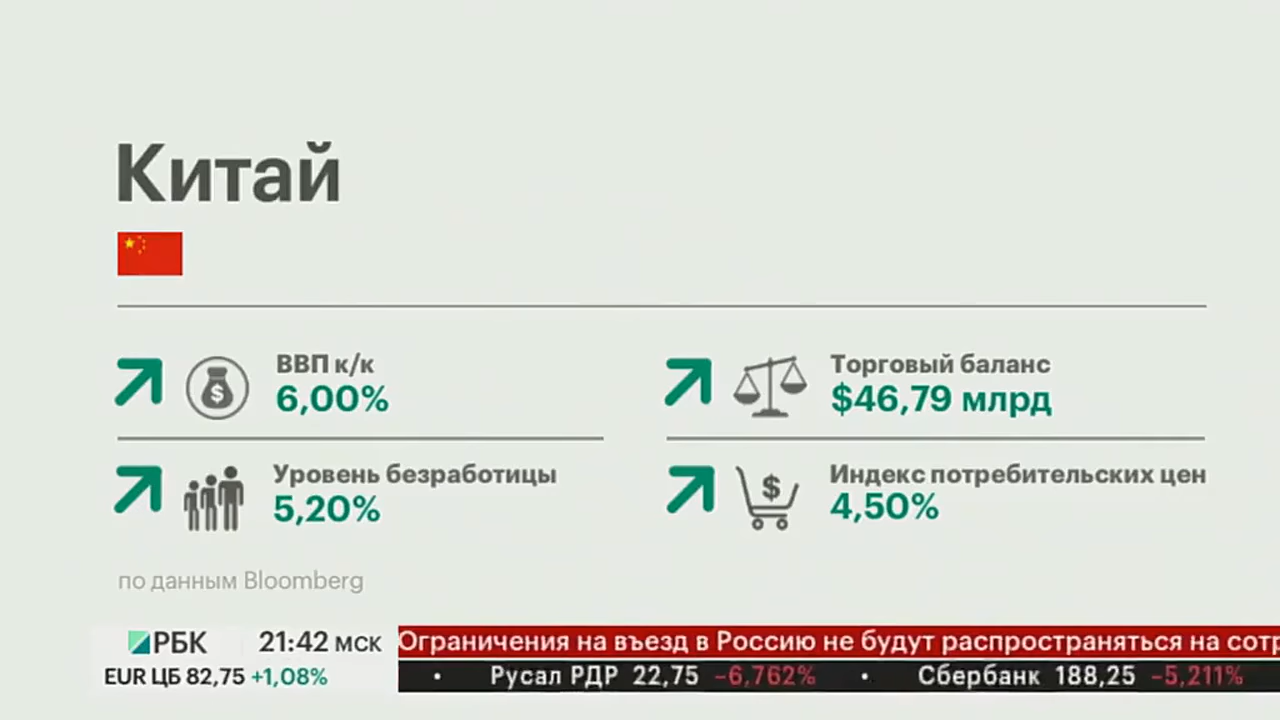 Китай
ВВП к/к
6,00%
Торговый баланс
$46,79 млрд
Уровень безработицы
5,20%
Индекс потребительских цен
4,50%
по данным Bloomberg
РБК 21:42 МСК
Ограничения на въезд в Россию не будут распространяться на сотр
EUR ЦБ 82,75 +1,08%
• Русал РДР 22,75 -6,762% • Сбербанк 188,25 -5,211%